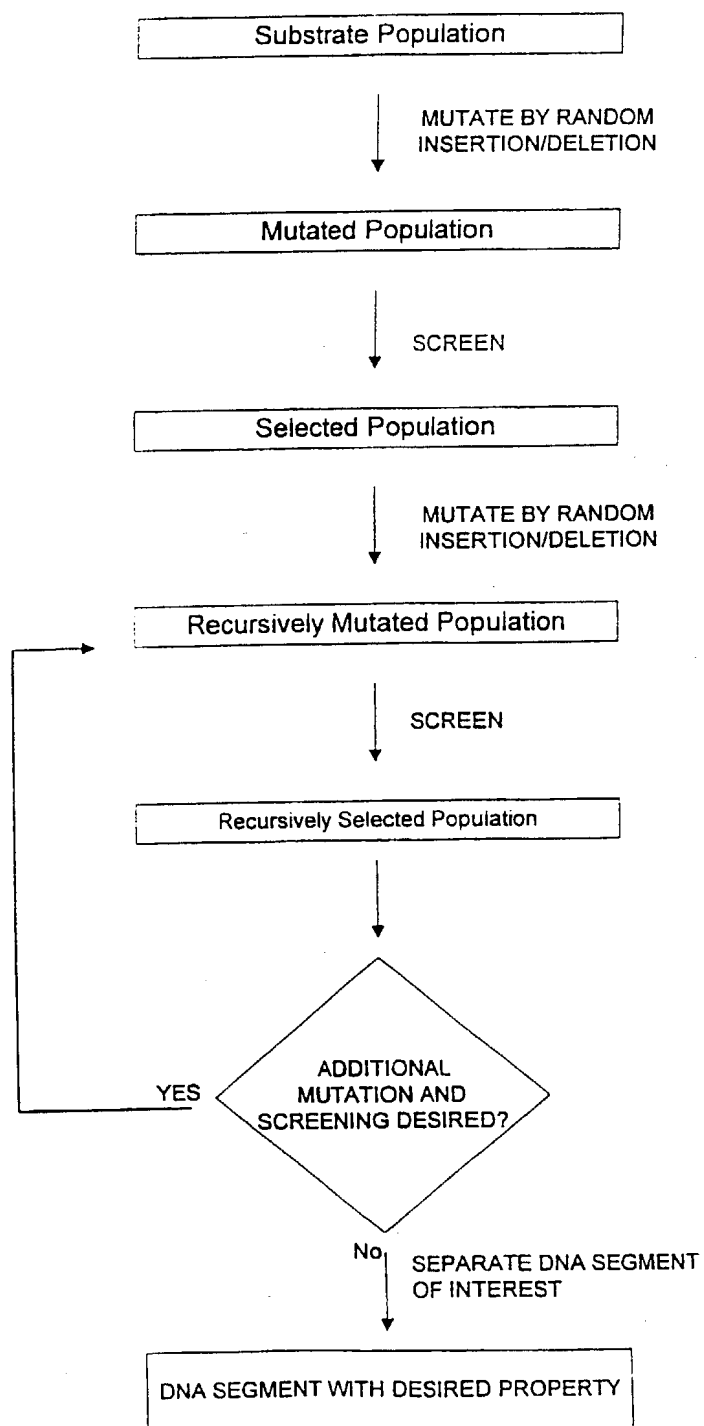 Substrate Population
MUTATE BY RANDOM
INSERTION/DELETION
Mutated Population
SCREEN
Selected Population
MUTATE BY RANDOM
INSERTION/DELETION
Recursively Mutated Population
SCREEN
Recursively Selected Population
ADDITIONAL
MUTATION AND
SCREENING DESIRED?
YES
No
SEPARATE DNA SEGMENT
OF INTEREST
DNA SEGMENT WITH DESIRED PROPERTY